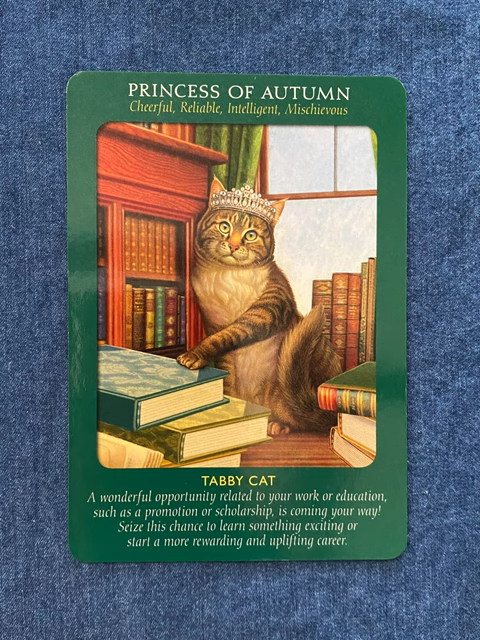 PRINCESS OF AUTUMN
Cheerful, Reliable, Intelligent, Mischievous
TABBY CAT
A wonderful opportunity related to your work or education,
such as a promotion or scholarship, is coming your way!
Seize this chance to learn something exciting or
start a more rewarding and uplifting career.